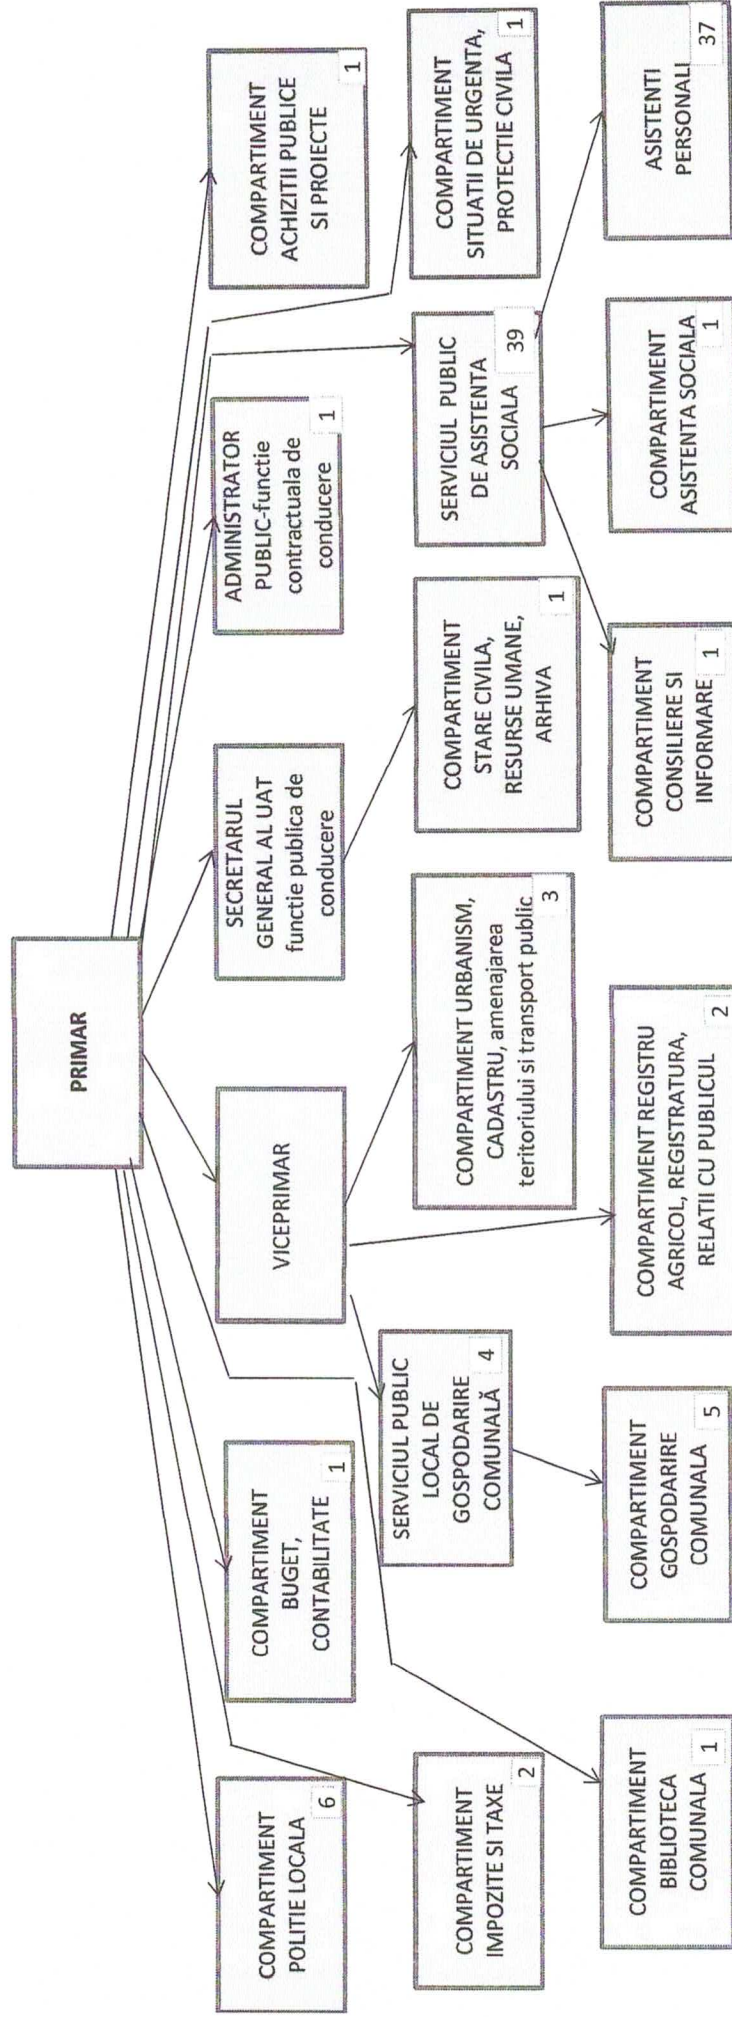 PRIMAR
COMPARTIMENT
POLITIE LOCALA
6
COMPARTIMENT
BUGET,
CONTABILITATE
1
VICEPRIMAR
SECRETARUL
GENERAL AL UAT
functie publica de
conducere
ADMINISTRATOR
PUBLIC-functie
contractuala de
conducere
1
COMPARTIMENT
ACHIZITII PUBLICE
SI PROIECTE
1
COMPARTIMENT
IMPOZITE SI TAXE
2
SERVICIUL PUBLIC
LOCAL DE
GOSPODARIRE
COMUNALĂ
4
COMPARTIMENT URBANISM,
CADASTRU, amenajarea
teritoriului si transport public
3
COMPARTIMENT
STARE CIVILA,
RESURSE UMANE,
ARHIVA
1
SERVICIUL PUBLIC
DE ASISTENTA
SOCIALA
39
COMPARTIMENT
SITUATII DE URGENTA,
PROTECTIE CIVILA
1
COMPARTIMENT
BIBLIOTECA
COMUNALA
1
COMPARTIMENT
GOSPODARIRE
COMUNALA
5
COMPARTIMENT REGISTRU
AGRICOL, REGISTRATURA,
RELATII CU PUBLICUL
2
COMPARTIMENT
CONSILIERE SI
INFORMARE
1
COMPARTIMENT
ASISTENTA SOCIALA
1
ASISTENTI
PERSONALI
37